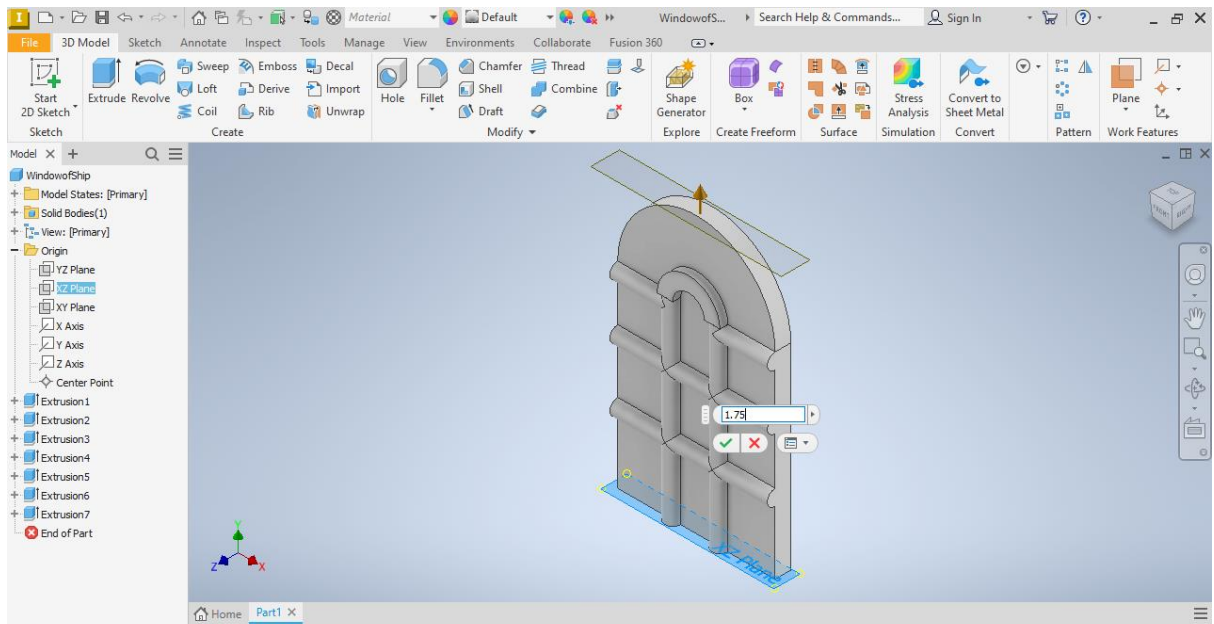 I Material Default WindowofS... Search Help & Commands... Sign In
File 3D Model Sketch Annotate Inspect Tools Manage View Environments Collaborate Fusion 360
Start 2D Sketch
Extrude
Revolve
Sweep Emboss Decal
Loft Derive Import
Coil Rib Unwrap
Hole
Fillet
Chamfer Thread
Shell Combine
Draft
Shape Generator
Box
Stress Analysis
Convert to Sheet Metal
Plane
Sketch Create Modify Explore Create Freeform Surface Simulation Convert Pattern Work Features
Model
WindowofShip
Model States: [Primary]
Solid Bodies(1)
View: [Primary]
Origin
YZ Plane
XZ Plane
XY Plane
X Axis
Y Axis
Z Axis
Center Point
Extrusion1
Extrusion2
Extrusion3
Extrusion4
Extrusion5
Extrusion6
Extrusion7
End of Part
1.75
XZ Plane
Y
Z
X
Home Part1